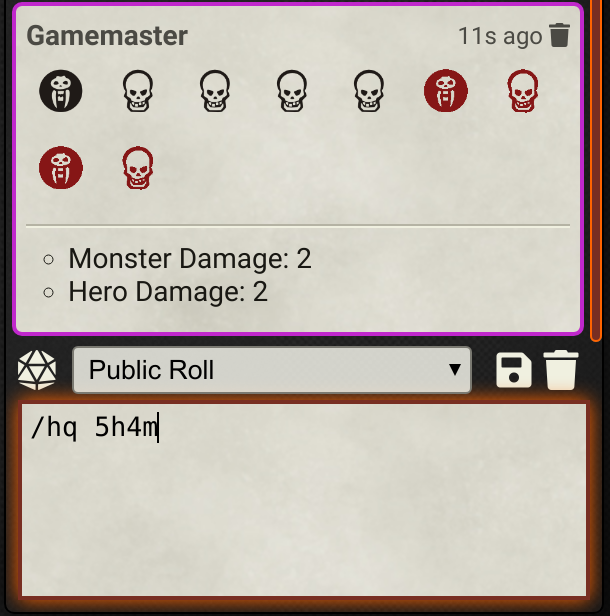 Gamemaster 11s ago
Monster Damage: 2
Hero Damage: 2
Public Roll
/hq 5h4m